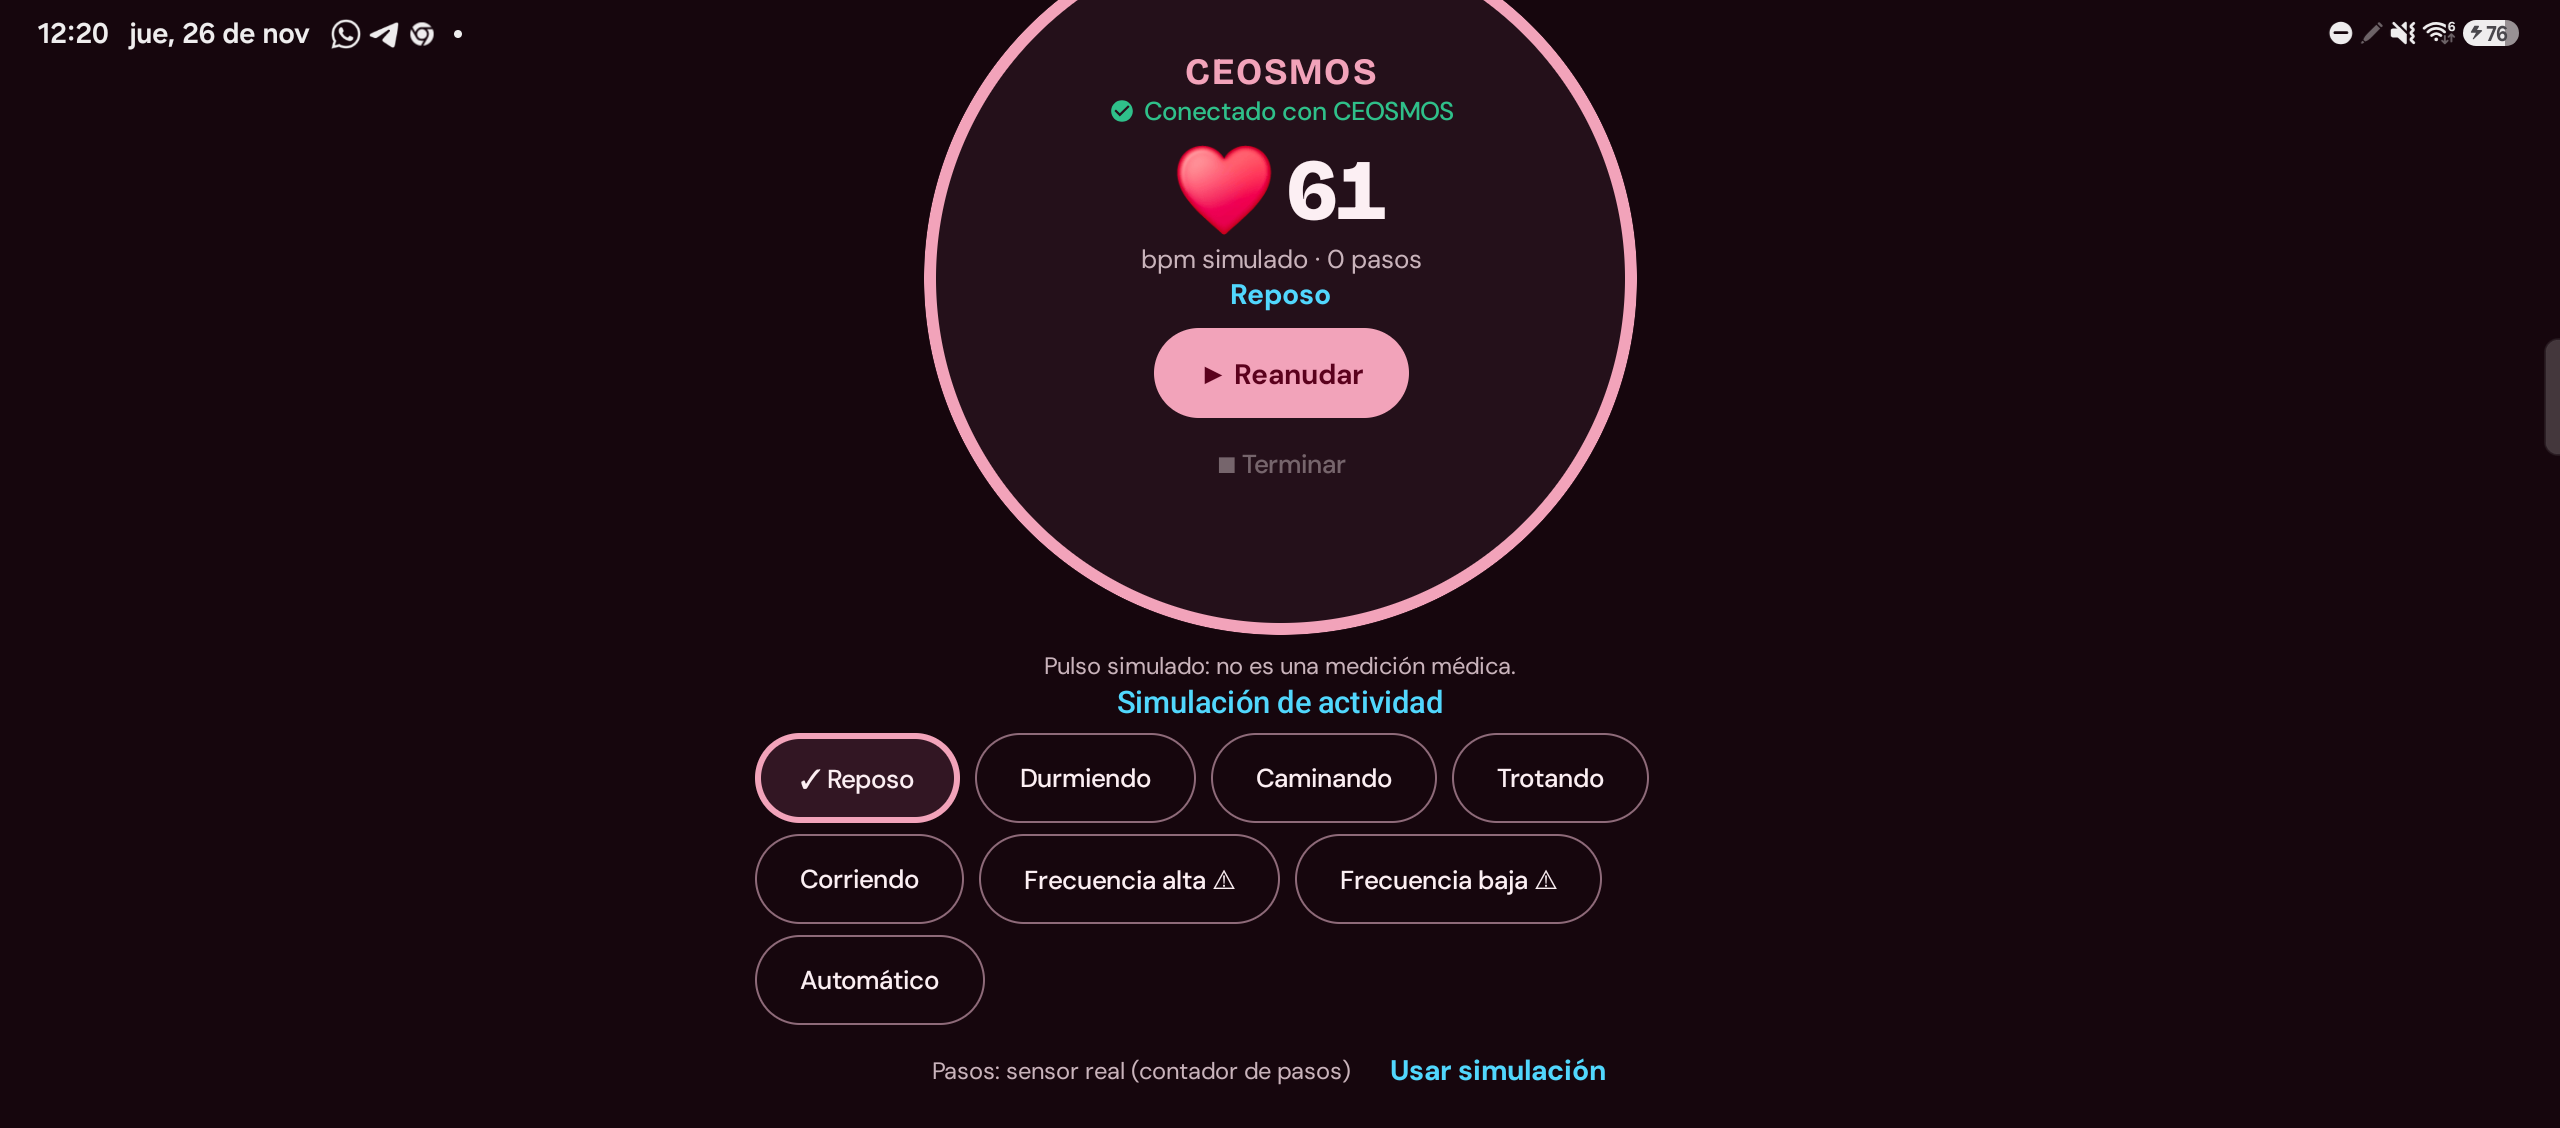 12:20 jue, 26 de nov 6 76
CEOSMOS
Conectado con CEOSMOS
61
bpm simulado · 0 pasos
Reposo
► Reanudar
■ Terminar
Pulso simulado: no es una medición médica.
Simulación de actividad
✓ Reposo Durmiendo Caminando Trotando
Corriendo Frecuencia alta ⚠ Frecuencia baja ⚠
Automático
Pasos: sensor real (contador de pasos) Usar simulación